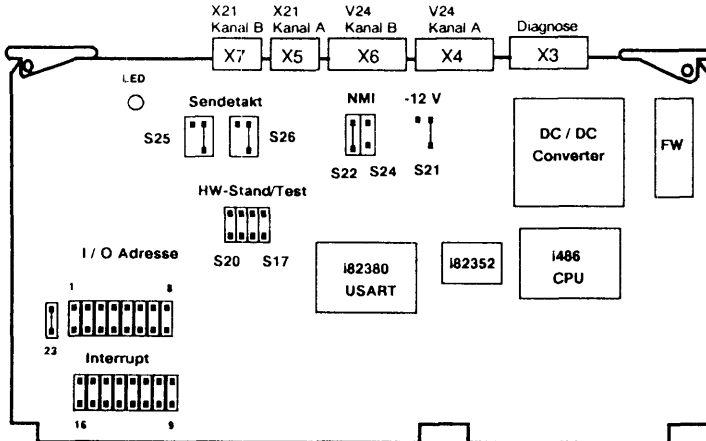 X21 X21 V24 V24
Kanal B Kanal A Kanal B Kanal A Diagnose
X7 X5 X6 X4 X3
LED
Sendetakt NMI -12 V
S25 S26
DC / DC
Converter
FW
S22 S24 S21
HW-Stand/Test
I / O Adresse
S20 S17
i82380
USART
i82352
i486
CPU
1 8
23
Interrupt
16 9